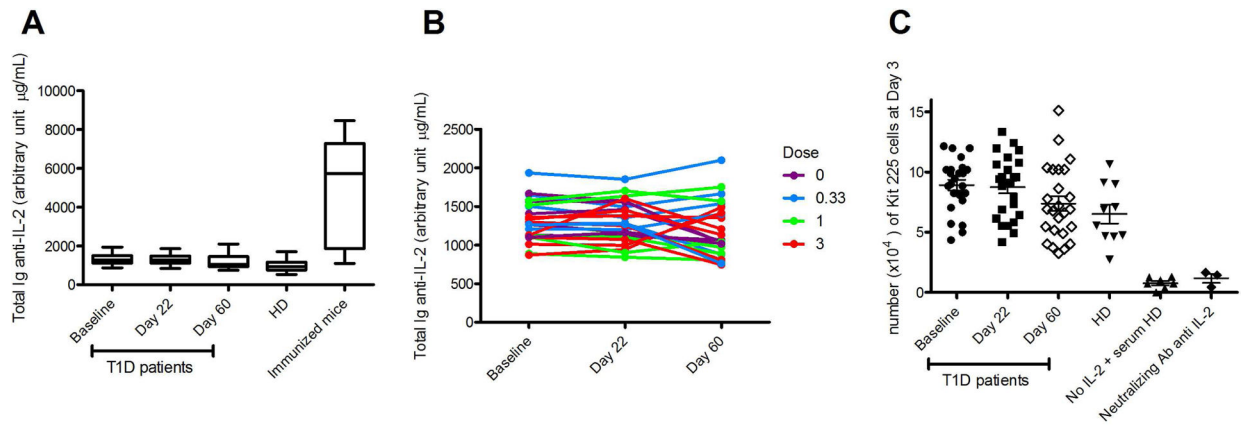 A
Total Ig anti-IL-2 (arbitrary unit µg/mL)
10000
8000
6000
4000
2000
0
Baseline
Day 22
Day 60
HD
Immunized mice
T1D patients
B
Total Ig anti-IL-2 (arbitrary unit µg/mL)
2500
2000
1500
1000
500
0
Baseline
Day 22
Day 60
Dose
0
0.33
1
3
C
number (x10⁴ ) of Kit 225 cells at Day 3
15
10
5
0
Baseline
Day 22
Day 60
HD
No IL-2 + serum HD
Neutralizing Ab anti IL-2
T1D patients